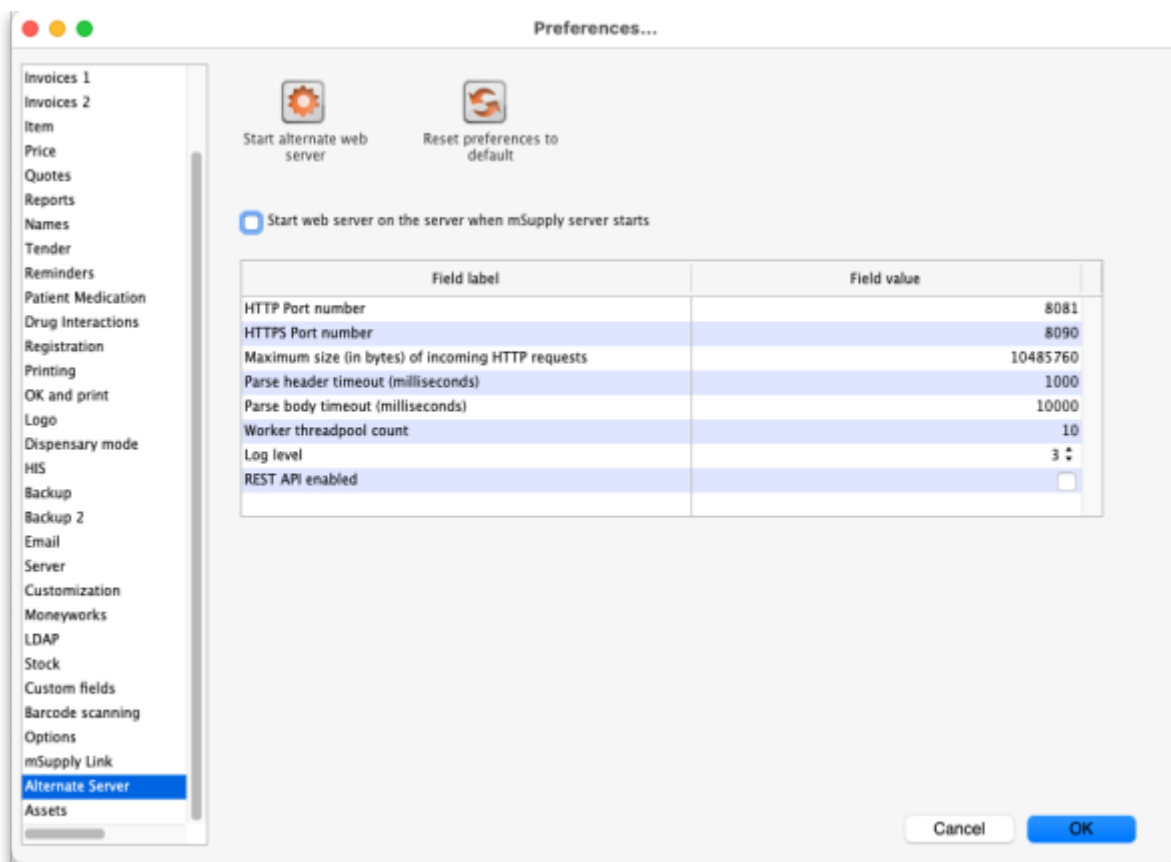 Preferences...
Invoices 1
Invoices 2
Item
Price
Quotes
Reports
Names
Tender
Reminders
Patient Medication
Drug Interactions
Registration
Printing
OK and print
Logo
Dispensary mode
HIS
Backup
Backup 2
Email
Server
Customization
Moneyworks
LDAP
Stock
Custom fields
Barcode scanning
Options
mSupply Link
Alternate Server
Assets
Start alternate web
server
Reset preferences to
default
Start web server on the server when mSupply server starts
Field label Field value
HTTP Port number 8081
HTTPS Port number 8090
Maximum size (in bytes) of incoming HTTP requests 10485760
Parse header timeout (milliseconds) 1000
Parse body timeout (milliseconds) 10000
Worker threadpool count 10
Log level 3
REST API enabled
Cancel OK